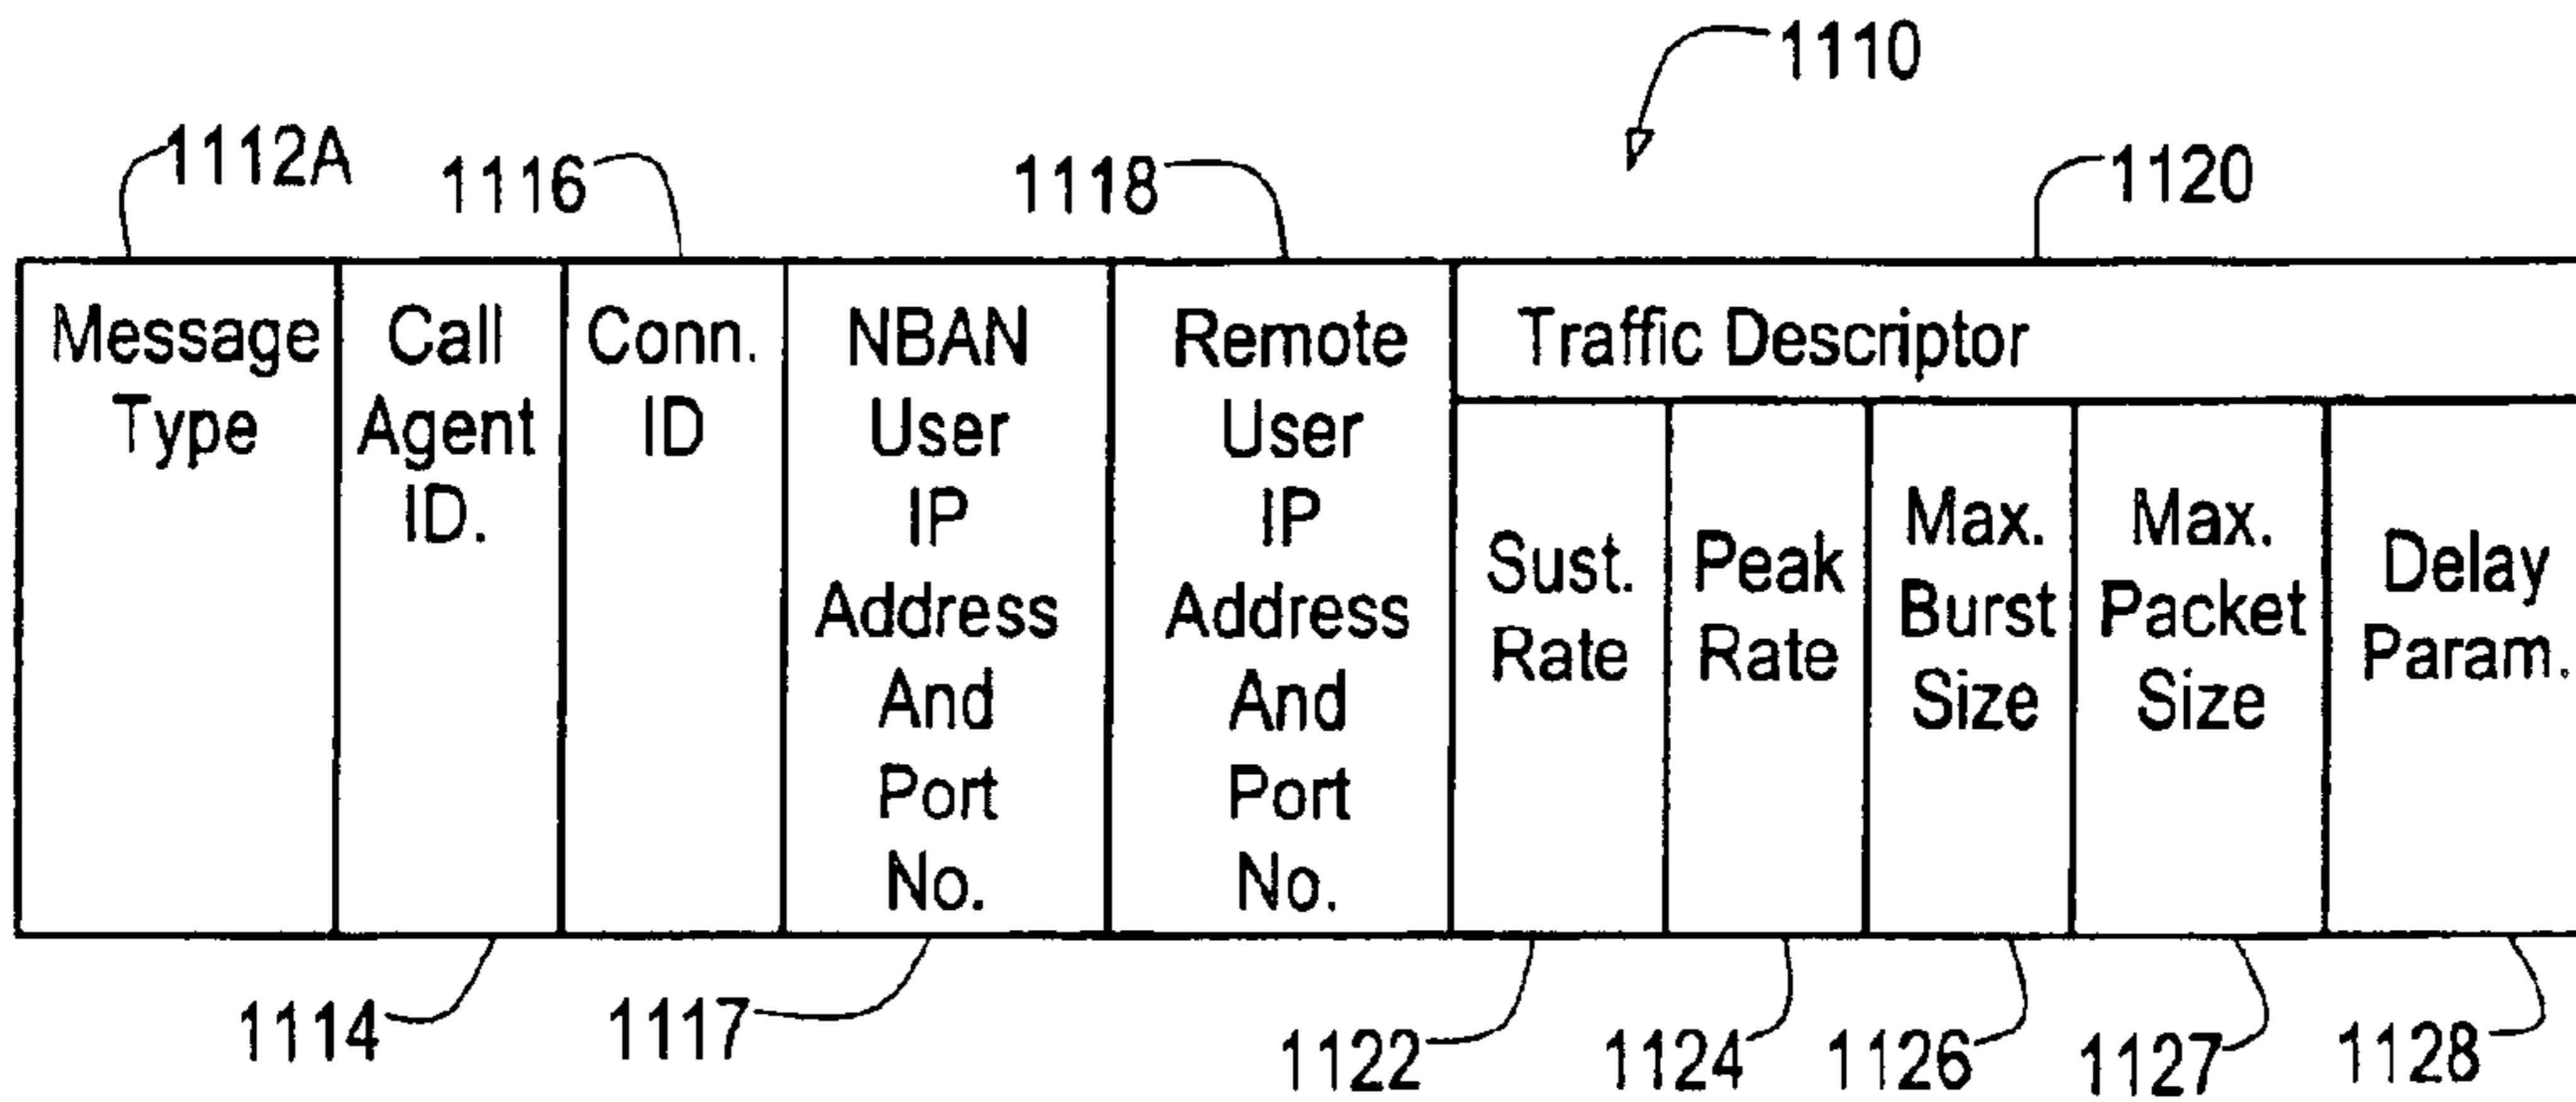 1110
1112A
1116
1118
1120
Message
Type
Call
Agent
ID.
Conn.
ID
NBAN
User
IP
Address
And
Port
No.
Remote
User
IP
Address
And
Port
No.
Traffic Descriptor
Sust.
Rate
Peak
Rate
Max.
Burst
Size
Max.
Packet
Size
Delay
Param.
1114
1117
1122
1124
1126
1127
1128